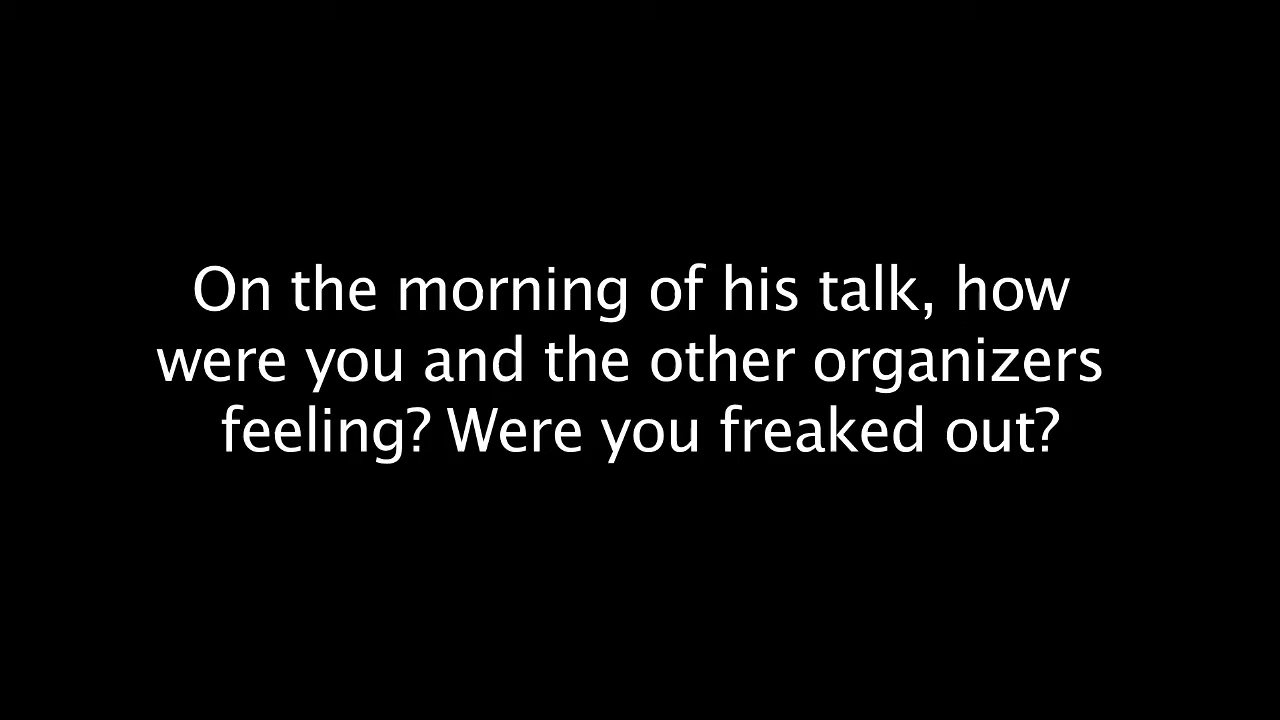 On the morning of his talk, how
were you and the other organizers
feeling? Were you freaked out?